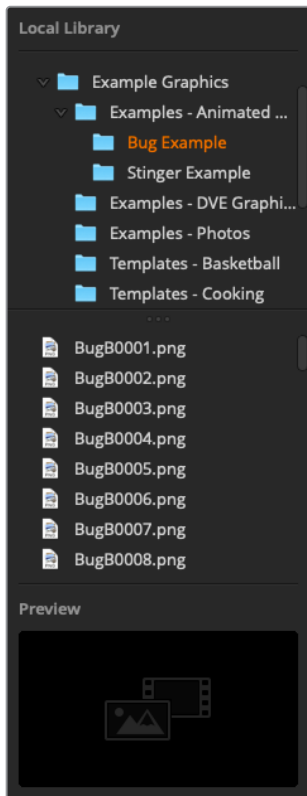 Local Library
Example Graphics
Examples - Animated ...
Bug Example
Stinger Example
Examples - DVE Graphi...
Examples - Photos
Templates - Basketball
Templates - Cooking
BugB0001.png
BugB0002.png
BugB0003.png
BugB0004.png
BugB0005.png
BugB0006.png
BugB0007.png
BugB0008.png
Preview